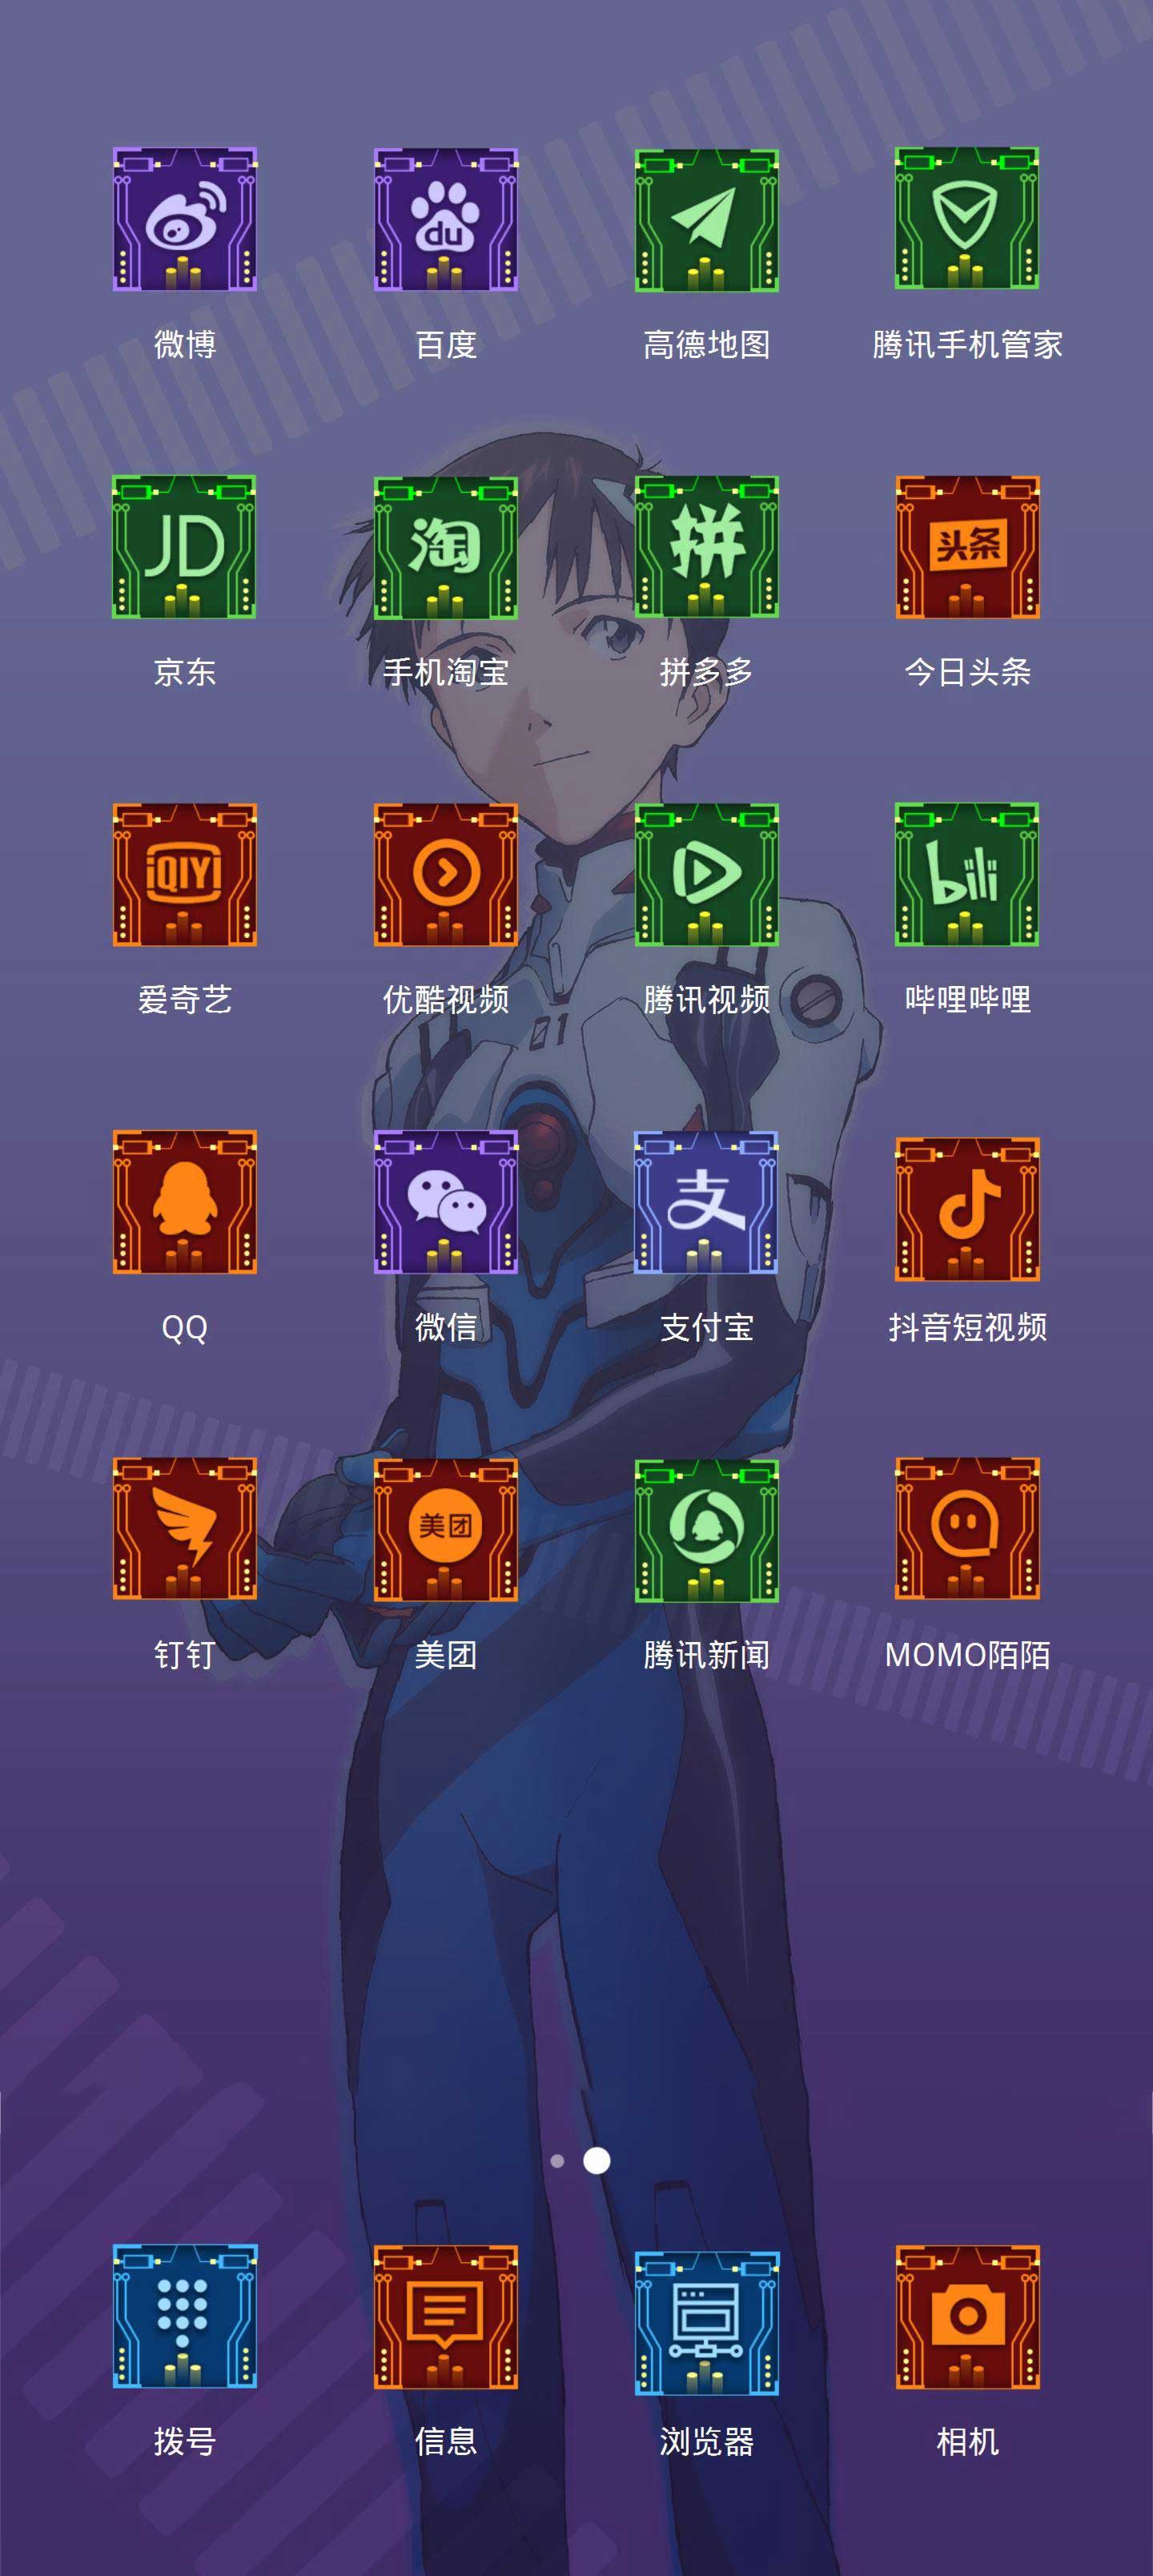 du
微博 百度 高德地图 腾讯手机管家
JD 淘 拼 头条
京东 手机淘宝 拼多多 今日头条
iQIYI bili
爱奇艺 优酷视频 腾讯视频 哔哩哔哩
01
支
QQ 微信 支付宝 抖音短视频
美团
钉钉 美团 腾讯新闻 MOMO陌陌
拨号 信息 浏览器 相机